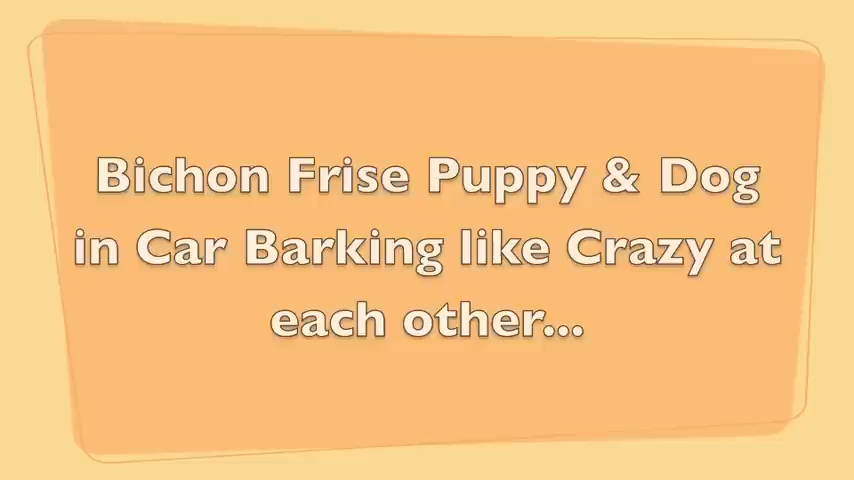 Bichon Frise Puppy & Dog
in Car Barking like Crazy at
each other...